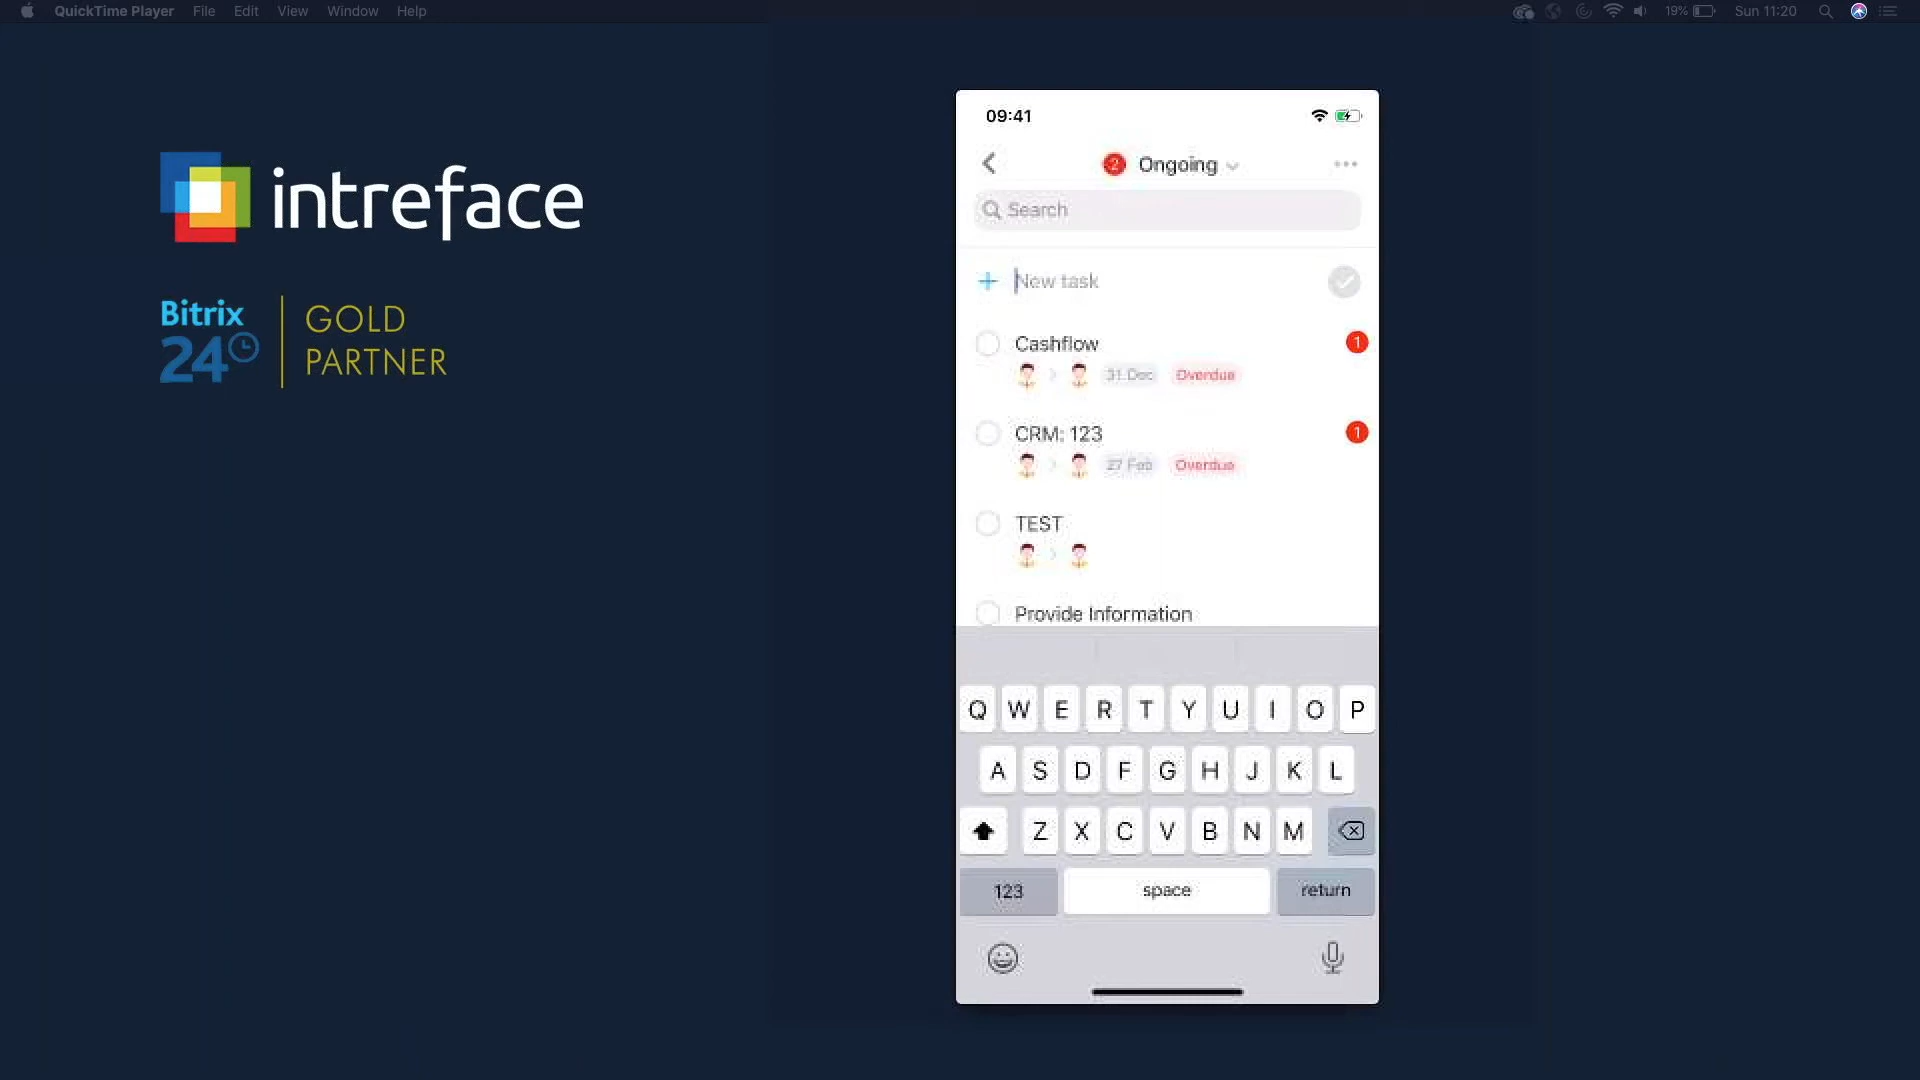 QuickTime Player File Edit View Window Help 19% Sun 11:20
intreface
Bitrix 24
GOLD
PARTNER
09:41
2 Ongoing
Search
New task
Cashflow 1
31 Dec Overdue
CRM: 123 1
27 Feb Overdue
TEST
Provide Information
Q W E R T Y U I O P
A S D F G H J K L
Z X C V B N M
123 space return